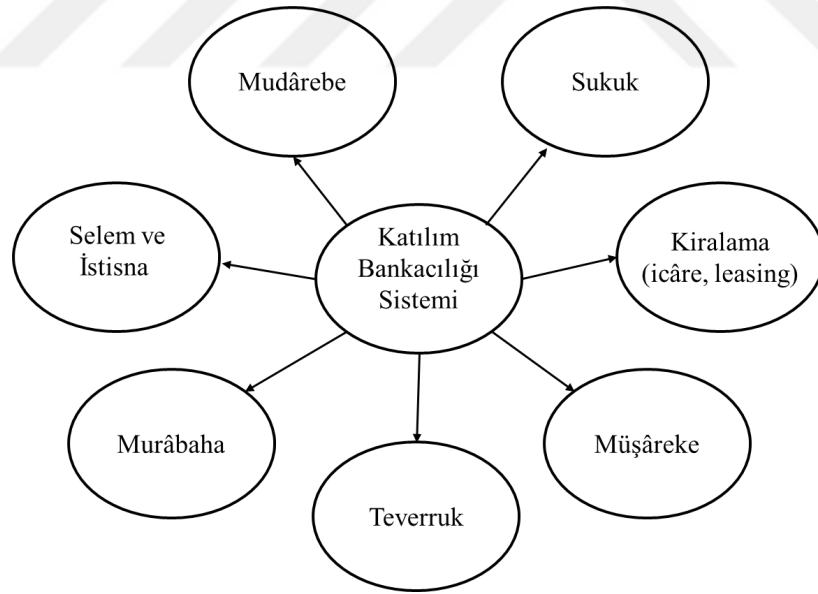 Mudârebe
Sukuk
Selem ve
İstisna
Katılım
Bankacılığı
Sistemi
Kiralama
(icâre, leasing)
Murâbaha
Müşâreke
Teverruk